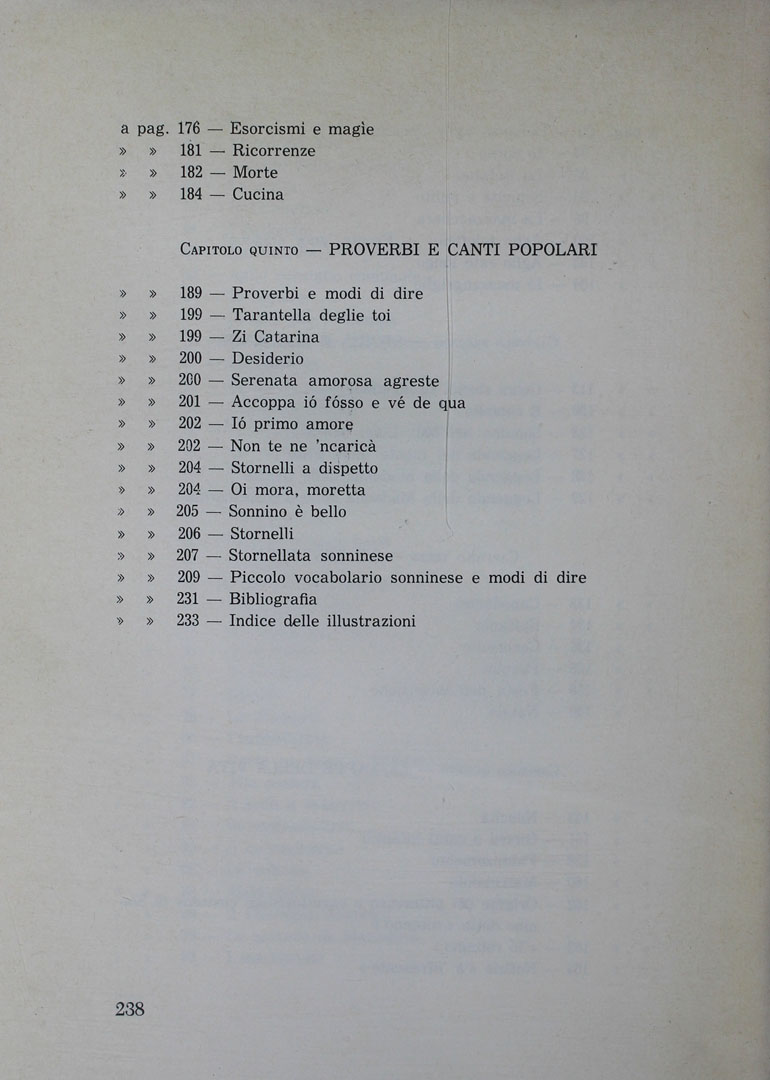 a pag. 176 — Esorcismi e magìe
» » 181 — Ricorrenze
» » 182 — Morte
» » 184 — Cucina
CAPITOLO QUINTO — PROVERBI E CANTI POPOLARI
» » 189 — Proverbi e modi di dire
» » 199 — Tarantella deglie toi
» » 199 — Zi Catarina
» » 200 — Desiderio
» » 200 — Serenata amorosa agreste
» » 201 — Accoppa ió fósso e vé de qua
» » 202 — Ió primo amore
» » 202 — Non te ne 'ncaricà
» » 204 — Stornelli a dispetto
» » 204 — Oi mora, moretta
» » 205 — Sonnino è bello
» » 206 — Stornelli
» » 207 — Stornellata sonninese
» » 209 — Piccolo vocabolario sonninese e modi di dire
» » 231 — Bibliografia
» » 233 — Indice delle illustrazioni
238